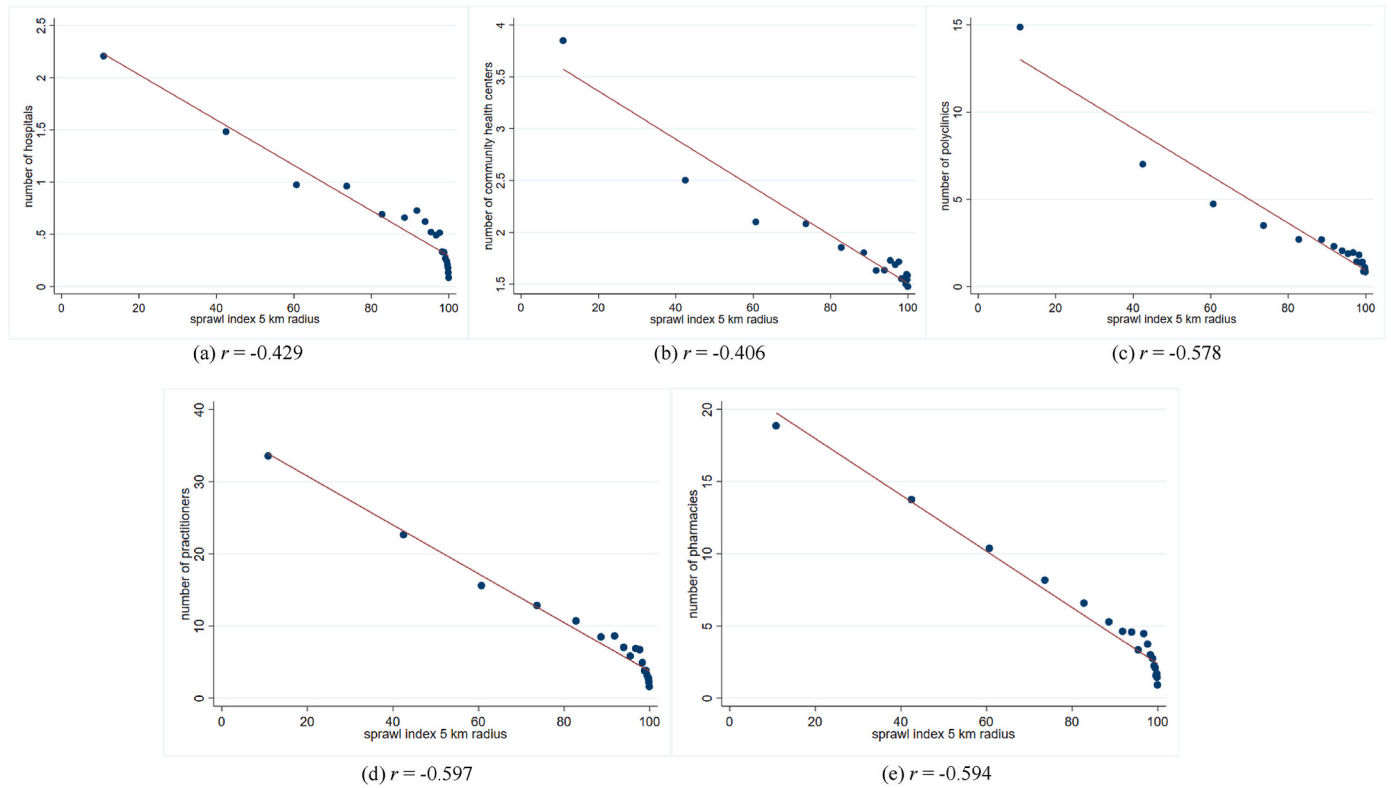 number of hospitals
2.5
2
1.5
1
.5
0
0 20 40 60 80 100
sprawl index 5 km radius
(a) r = -0.429
number of community health centers
4
3.5
3
2.5
2
1.5
0 20 40 60 80 100
sprawl index 5 km radius
(b) r = -0.406
number of polyclinics
15
10
5
0
0 20 40 60 80 100
sprawl index 5 km radius
(c) r = -0.578
number of practitioners
40
30
20
10
0
0 20 40 60 80 100
sprawl index 5 km radius
(d) r = -0.597
number of pharmacies
20
15
10
5
0
0 20 40 60 80 100
sprawl index 5 km radius
(e) r = -0.594